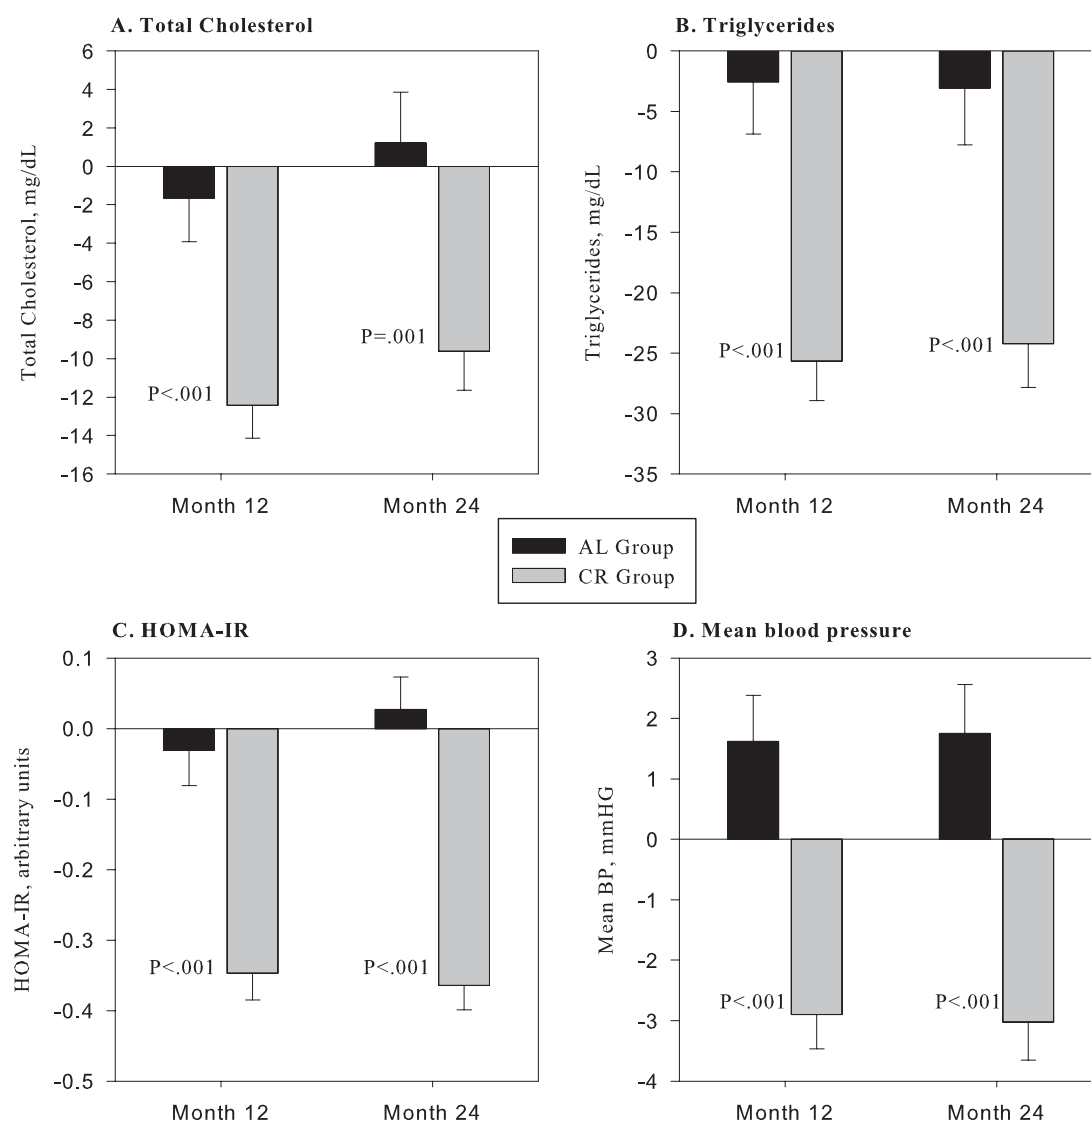 A. Total Cholesterol
Total Cholesterol, mg/dL
6
4
2
0
-2
-4
-6
-8
-10
-12
-14
-16
P<.001
P=.001
Month 12
Month 24
B. Triglycerides
Triglycerides, mg/dL
0
-5
-10
-15
-20
-25
-30
-35
P<.001
P<.001
Month 12
Month 24
AL Group
CR Group
C. HOMA-IR
HOMA-IR, arbitrary units
0.1
0.0
-0.1
-0.2
-0.3
-0.4
-0.5
P<.001
P<.001
Month 12
Month 24
D. Mean blood pressure
Mean BP, mmHG
3
2
1
0
-1
-2
-3
-4
P<.001
P<.001
Month 12
Month 24